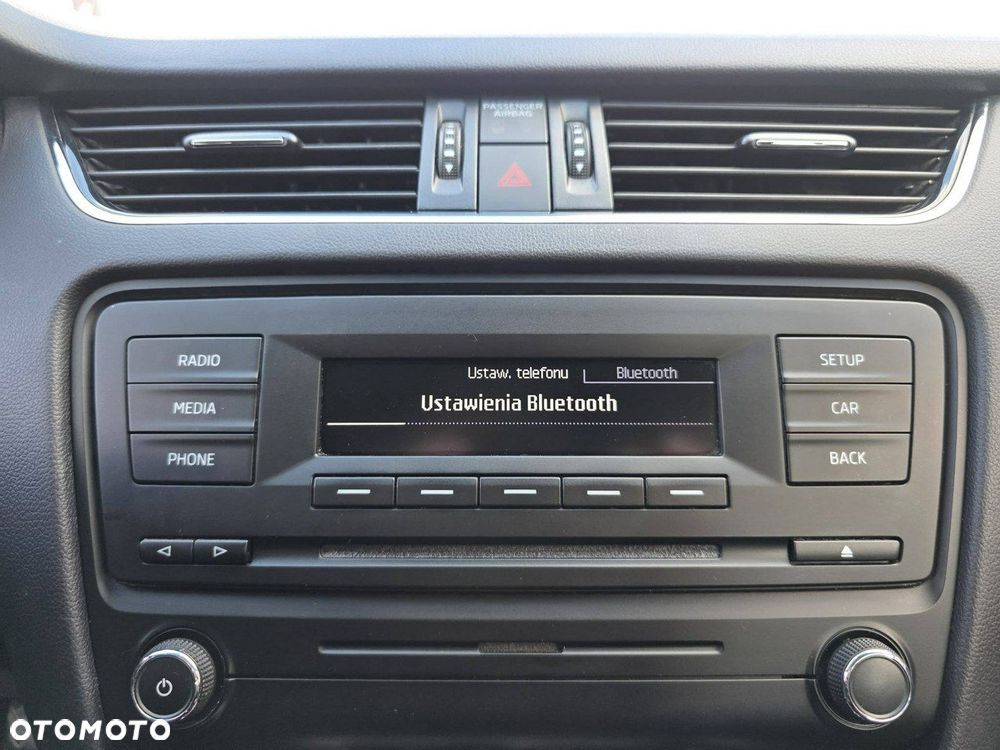 PASSENGER
AIRBAG
RADIO
MEDIA
PHONE
Ustaw. telefonu
Bluetooth
Ustawienia Bluetooth
SETUP
CAR
BACK
OTOMOTO